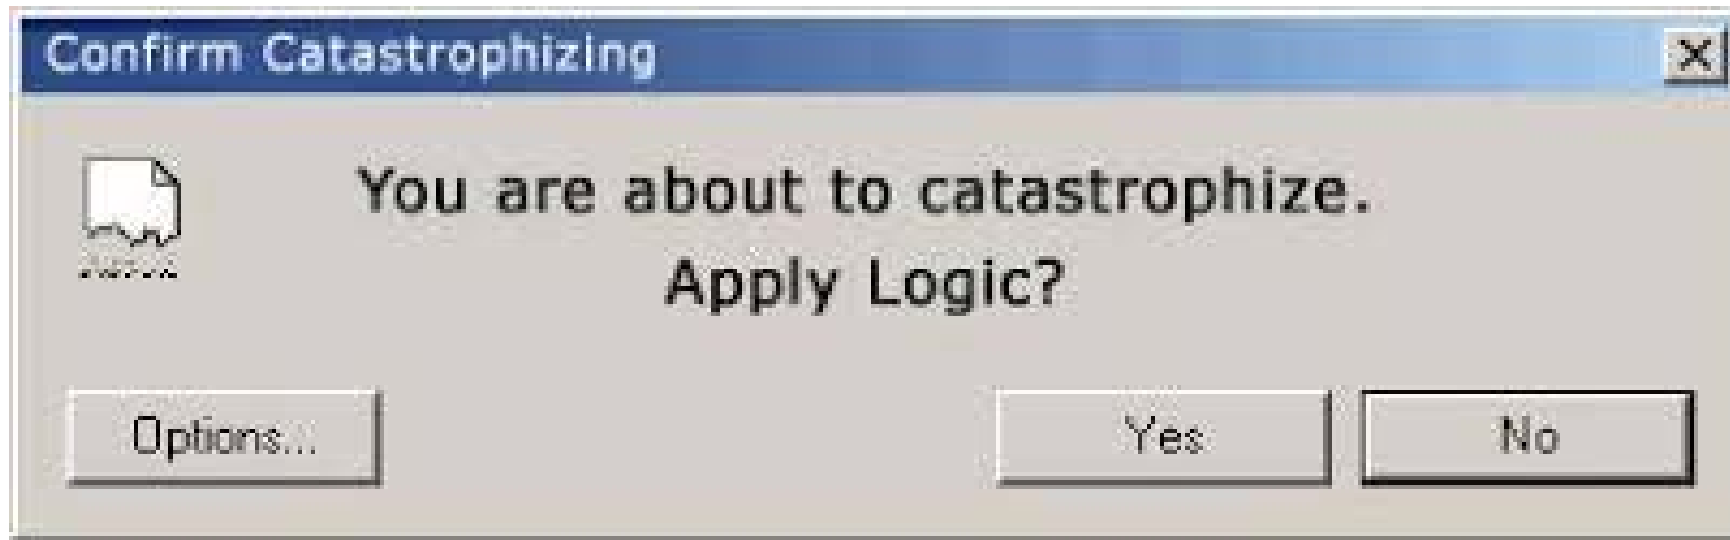 Confirm Catastrophizing
You are about to catastrophize.
Apply Logic?
Options...
Yes
No